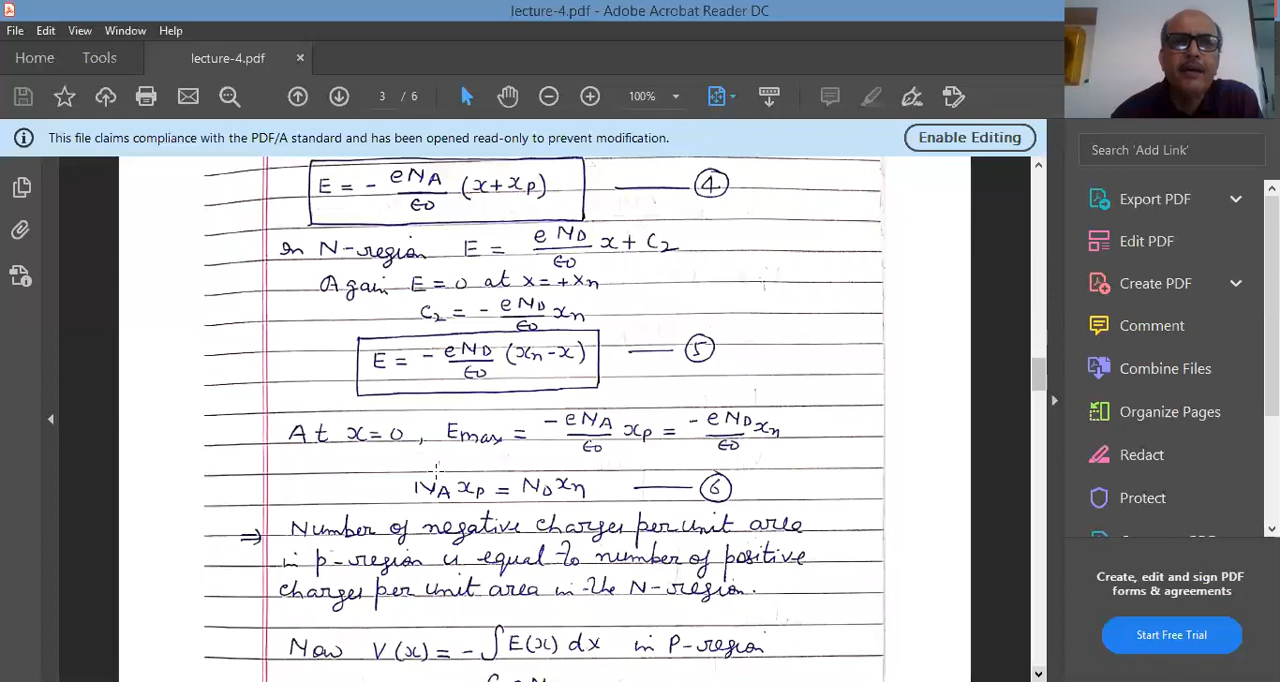 lecture-4.pdf - Adobe Acrobat Reader DC
File Edit View Window Help
Home Tools lecture-4.pdf ×
3 / 6 100%
This file claims compliance with the PDF/A standard and has been opened read-only to prevent modification. Enable Editing
E = - eNA/ϵ0 (x+xp) ——— ④
In N-region E = e ND/ϵ0 x + C2
Again E=0 at x=+xn
C2 = - eND/ϵ0 xn
E = - eND/ϵ0 (xn-x) —— ⑤
At x=0, Emax = -eNA/ϵ0 xp = -eND/ϵ0 xn
NA xp = ND xn ——— ⑥
⇒ Number of negative charges per unit area
in p-region is equal to number of positive
charges per unit area in the N-region.
Now V(x) = -∫E(x) dx in P-region
Search 'Add Link'
Export PDF
Edit PDF
Create PDF
Comment
Combine Files
Organize Pages
Redact
Protect
Create, edit and sign PDF
forms & agreements
Start Free Trial